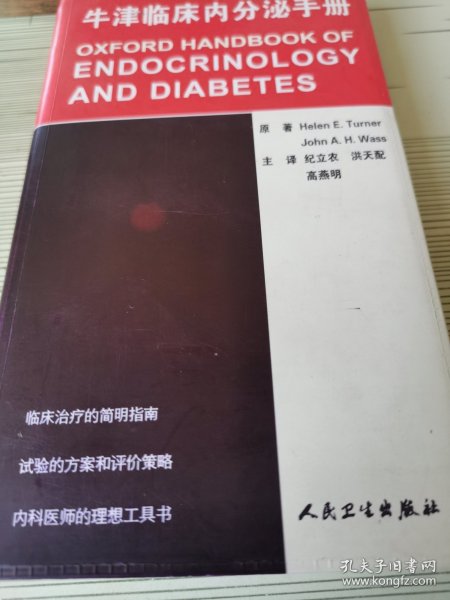 牛津临床内分泌手册
OXFORD HANDBOOK OF
ENDOCRINOLOGY
AND DIABETES
原 著 Helen E. Turner
John A. H. Wass
主 译 纪立农 洪天配
高燕明
临床治疗的简明指南
试验的方案和评价策略
内科医师的理想工具书
人民卫生出版社
孔夫子旧书网
www.kongfz.com